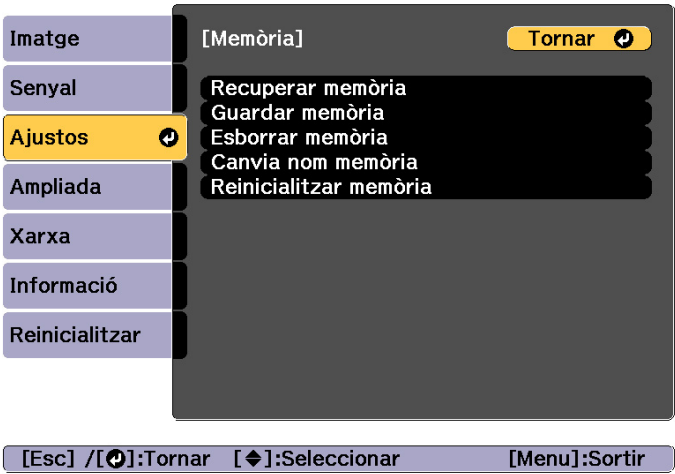 Imatge
Senyal
Ajustos
Ampliada
Xarxa
Informació
Reinicialitzar
[Memòria]
Tornar
Recuperar memòria
Guardar memòria
Esborrar memòria
Canvia nom memòria
Reinicialitzar memòria
[Esc] /[⏎]:Tornar [◆]:Seleccionar [Menu]:Sortir